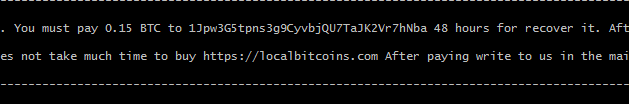 . You must pay 0.15 BTC to 1Jpw3G5tpns3g9CyvbjQU7TaJK2Vr7hNba 48 hours for recover it. Aft
es not take much time to buy https://localbitcoins.com After paying write to us in the mai